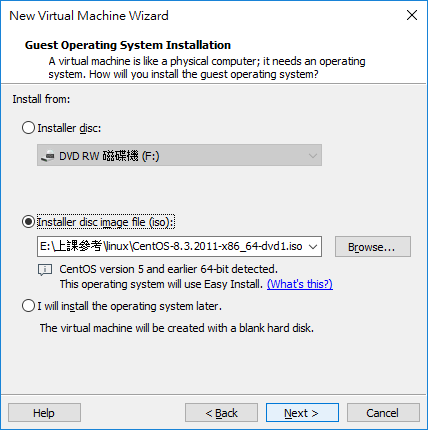 New Virtual Machine Wizard
Guest Operating System Installation
A virtual machine is like a physical computer; it needs an operating
system. How will you install the guest operating system?
Install from:
Installer disc:
DVD RW 磁碟機 (F:)
Installer disc image file (iso):
E:\上課參考\linux\CentOS-8.3.2011-x86_64-dvd1.iso
Browse...
CentOS version 5 and earlier 64-bit detected.
This operating system will use Easy Install. (What's this?)
I will install the operating system later.
The virtual machine will be created with a blank hard disk.
Help
< Back
Next >
Cancel